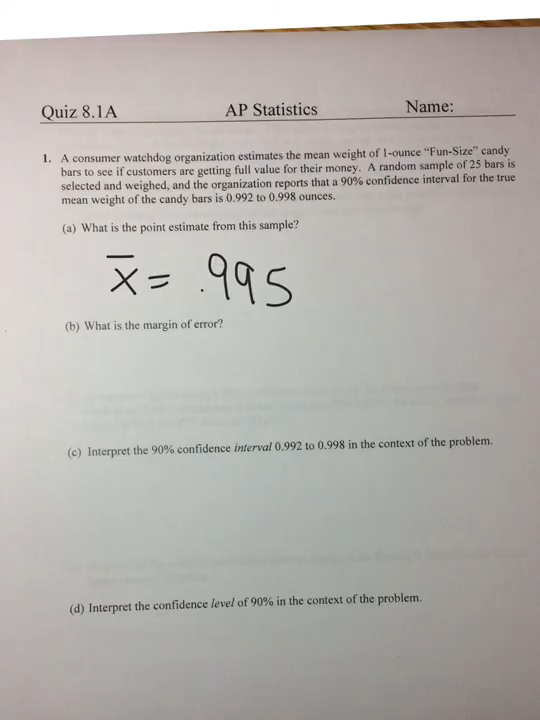 Quiz 8.1A AP Statistics Name:
1. A consumer watchdog organization estimates the mean weight of 1-ounce “Fun-Size” candy
bars to see if customers are getting full value for their money. A random sample of 25 bars is
selected and weighed, and the organization reports that a 90% confidence interval for the true
mean weight of the candy bars is 0.992 to 0.998 ounces.
(a) What is the point estimate from this sample?
x̅ = .995
(b) What is the margin of error?
(c) Interpret the 90% confidence interval 0.992 to 0.998 in the context of the problem.
(d) Interpret the confidence level of 90% in the context of the problem.